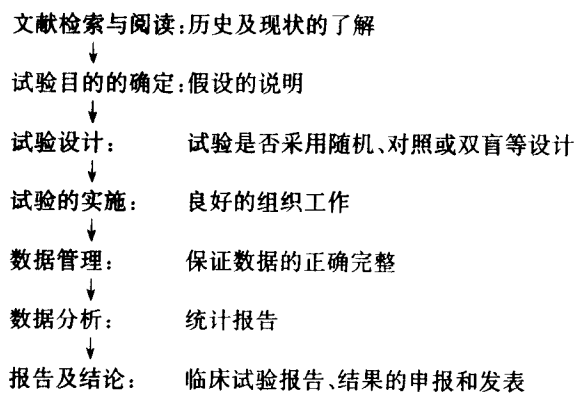 文献检索与阅读:历史及现状的了解
试验目的的确定:假设的说明
试验设计: 试验是否采用随机、对照或双盲等设计
试验的实施: 良好的组织工作
数据管理: 保证数据的正确完整
数据分析: 统计报告
报告及结论: 临床试验报告、结果的申报和发表